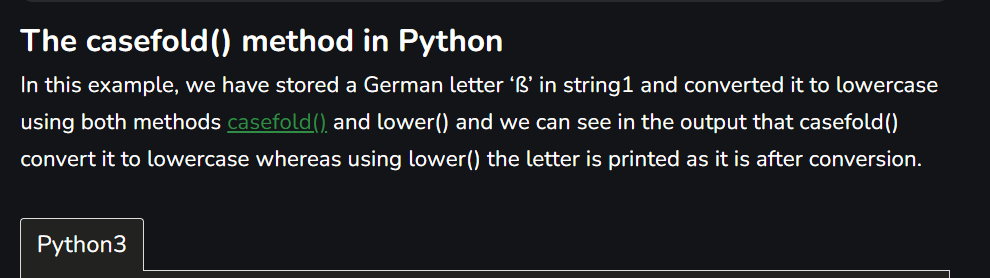 The casefold() method in Python
In this example, we have stored a German letter ‘ß’ in string1 and converted it to lowercase
using both methods casefold() and lower() and we can see in the output that casefold()
convert it to lowercase whereas using lower() the letter is printed as it is after conversion.
Python3